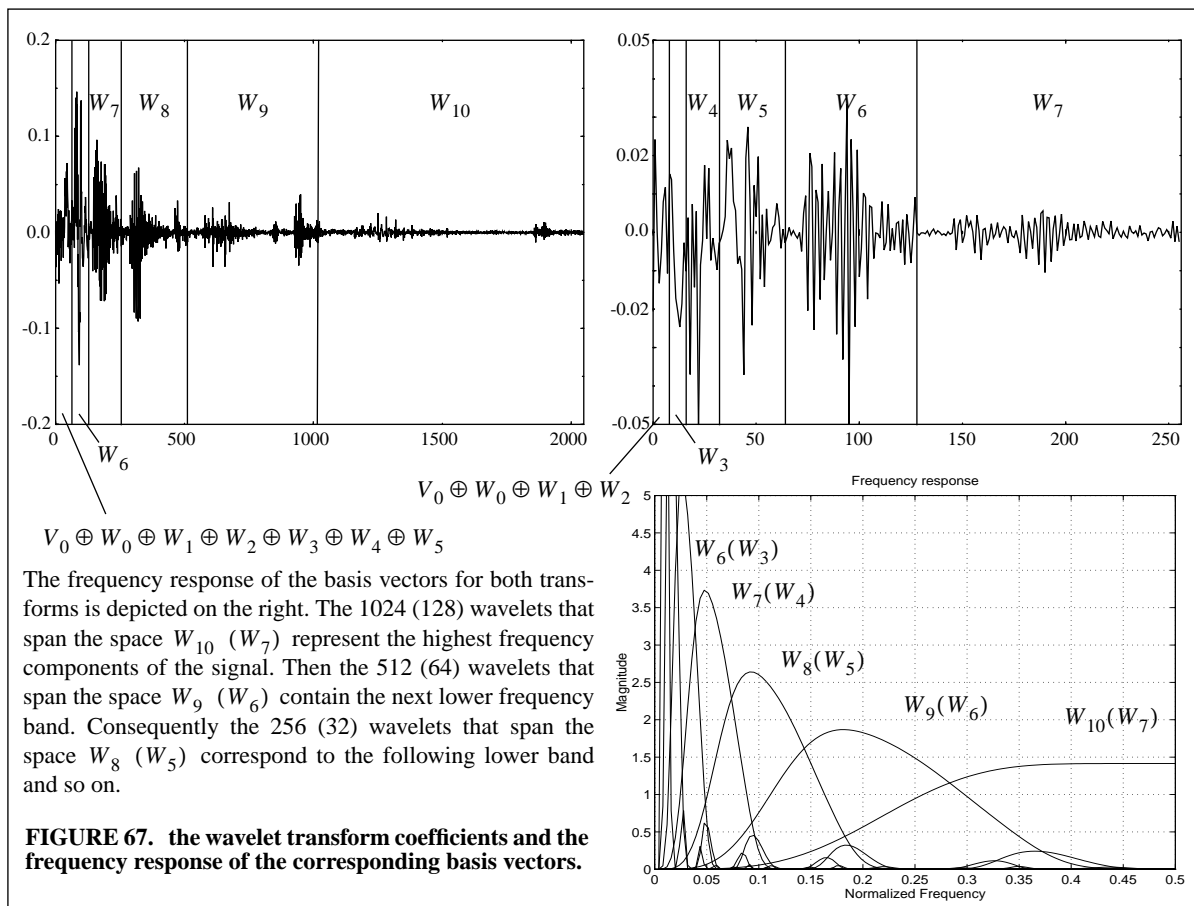 0.2
0.1
0.0
-0.1
-0.2
W7 W8 W9 W10
0 500 1000 1500 2000
W6
V0 ⊕ W0 ⊕ W1 ⊕ W2 ⊕ W3 ⊕ W4 ⊕ W5
0.05
0.02
0.0
-0.02
-0.05
W4 W5 W6 W7
0 50 100 150 200 250
W3
V0 ⊕ W0 ⊕ W1 ⊕ W2
The frequency response of the basis vectors for both trans-
forms is depicted on the right. The 1024 (128) wavelets that
span the space W10 (W7) represent the highest frequency
components of the signal. Then the 512 (64) wavelets that
span the space W9 (W6) contain the next lower frequency
band. Consequently the 256 (32) wavelets that span the
space W8 (W5) correspond to the following lower band
and so on.
FIGURE 67. the wavelet transform coefficients and the
frequency response of the corresponding basis vectors.
Frequency response
5
4.5
4
3.5
3
2.5
2
1.5
1
0.5
0
Magnitude
W6(W3)
W7(W4)
W8(W5)
W9(W6)
W10(W7)
0 0.05 0.1 0.15 0.2 0.25 0.3 0.35 0.4 0.45 0.5
Normalized Frequency